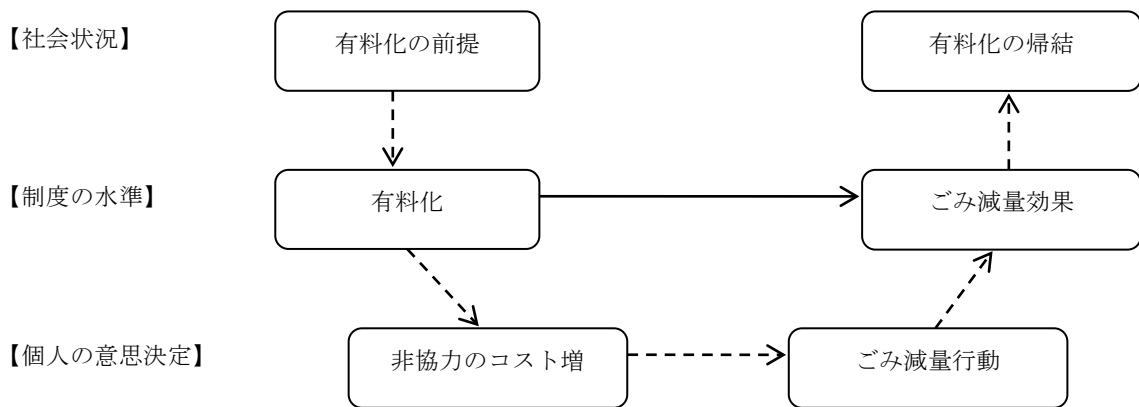 【社会状況】
有料化の前提
有料化の帰結
【制度の水準】
有料化
ごみ減量効果
【個人の意思決定】
非協力のコスト増
ごみ減量行動